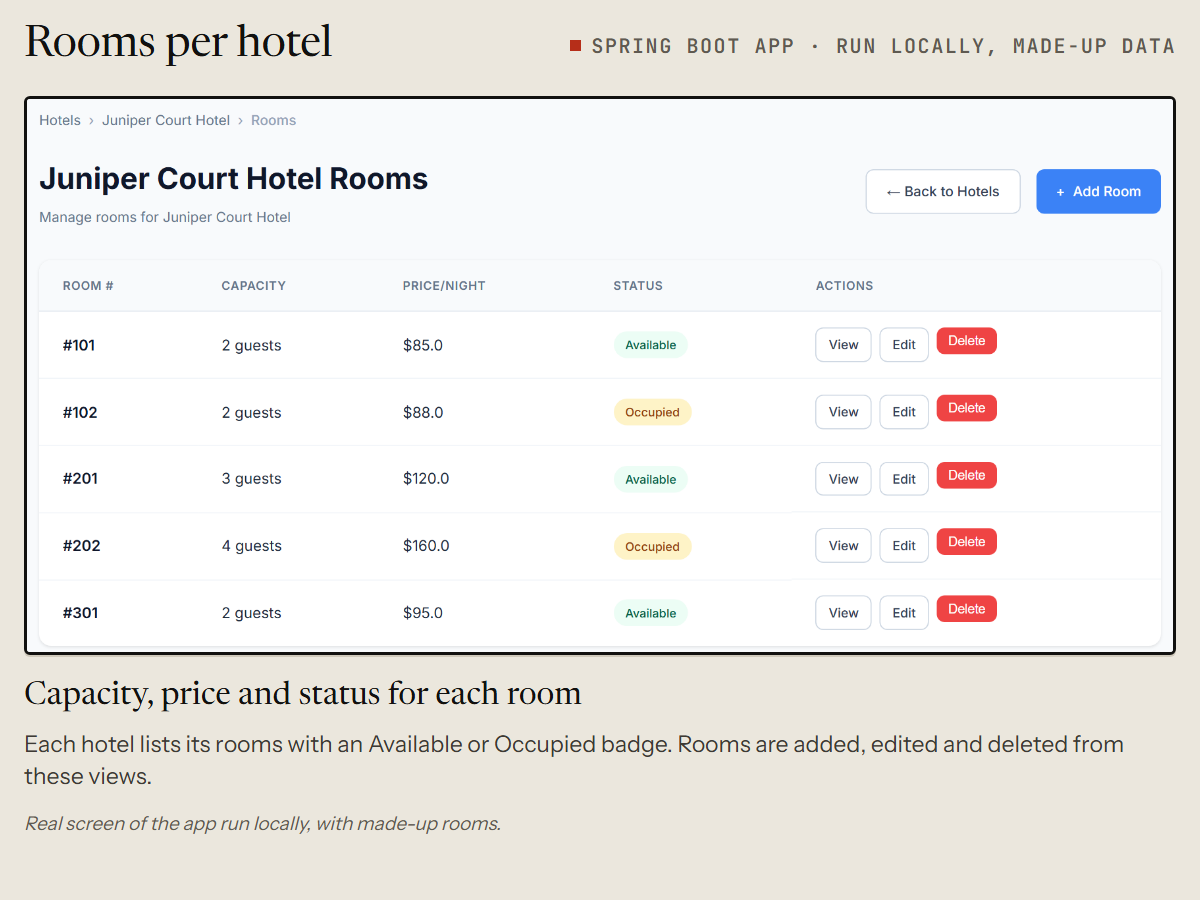 Rooms per hotel
SPRING BOOT APP · RUN LOCALLY, MADE-UP DATA
Hotels › Juniper Court Hotel › Rooms
Juniper Court Hotel Rooms
Manage rooms for Juniper Court Hotel
← Back to Hotels
+ Add Room
ROOM # CAPACITY PRICE/NIGHT STATUS ACTIONS
#101 2 guests $85.0 Available View Edit Delete
#102 2 guests $88.0 Occupied View Edit Delete
#201 3 guests $120.0 Available View Edit Delete
#202 4 guests $160.0 Occupied View Edit Delete
#301 2 guests $95.0 Available View Edit Delete
Capacity, price and status for each room
Each hotel lists its rooms with an Available or Occupied badge. Rooms are added, edited and deleted from
these views.
Real screen of the app run locally, with made-up rooms.